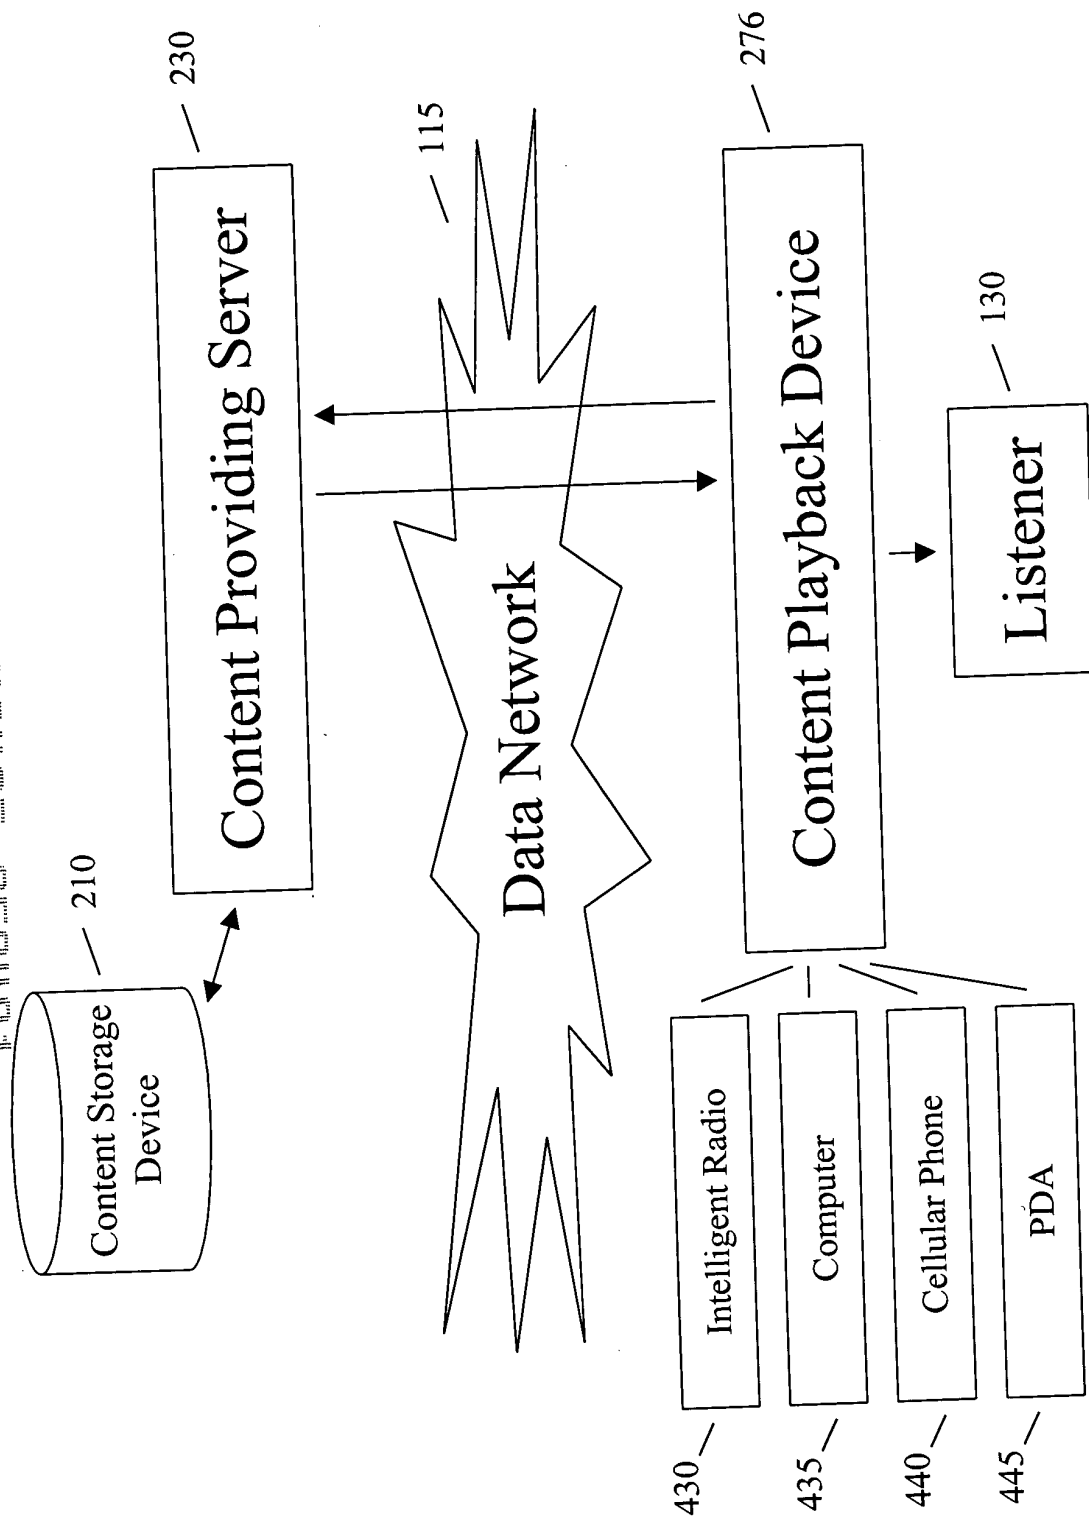 Content Storage
Device
210
Content Providing Server
230
Data Network
115
Content Playback Device
276
Intelligent Radio
430
Computer
435
Cellular Phone
440
PDA
445
Listener
130